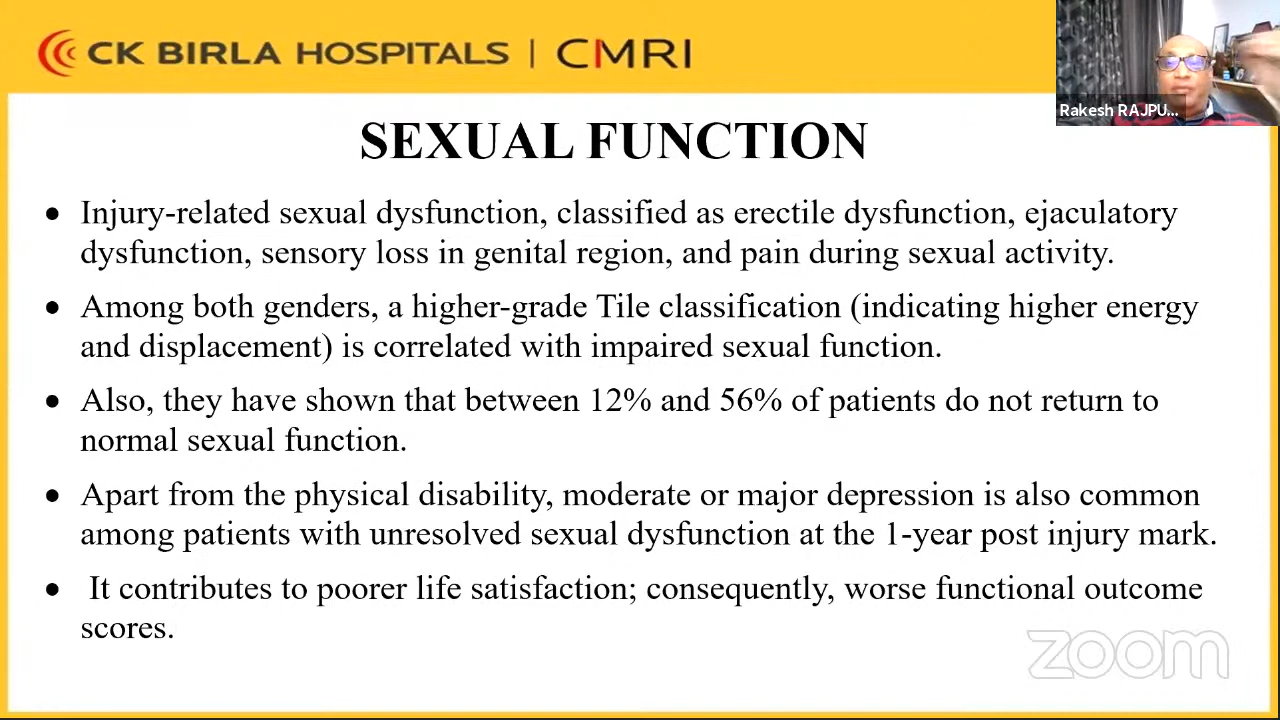 CK BIRLA HOSPITALS | CMRI
Rakesh RAJPU...
SEXUAL FUNCTION
• Injury-related sexual dysfunction, classified as erectile dysfunction, ejaculatory
dysfunction, sensory loss in genital region, and pain during sexual activity.
• Among both genders, a higher-grade Tile classification (indicating higher energy
and displacement) is correlated with impaired sexual function.
• Also, they have shown that between 12% and 56% of patients do not return to
normal sexual function.
• Apart from the physical disability, moderate or major depression is also common
among patients with unresolved sexual dysfunction at the 1-year post injury mark.
• It contributes to poorer life satisfaction; consequently, worse functional outcome
scores.
zoom